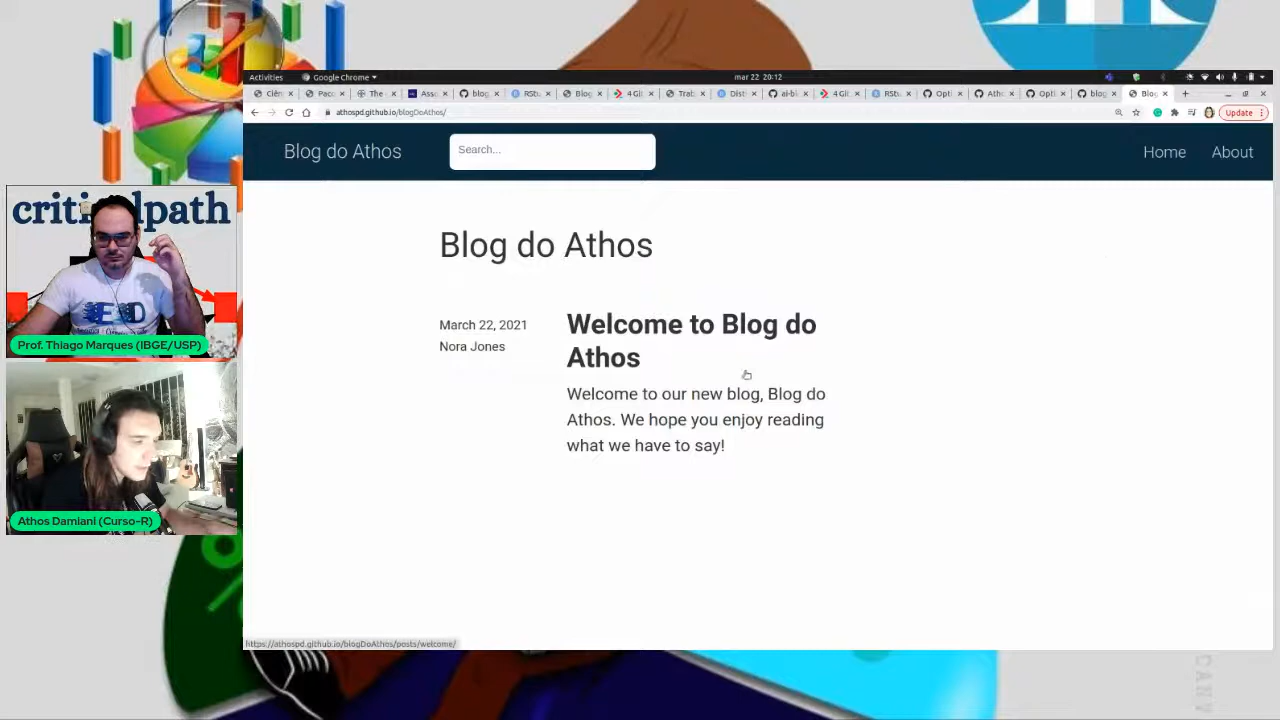 Activities
Google Chrome
mar 22 20:12
athospd.github.io/blogDoAthos/
Update
Blog do Athos
Search...
Home
About
Blog do Athos
March 22, 2021
Nora Jones
Welcome to Blog do
Athos
Welcome to our new blog, Blog do
Athos. We hope you enjoy reading
what we have to say!
https://athospd.github.io/blogDoAthos/posts/welcome/
Prof. Thiago Marques (IBGE/USP)
Athos Damiani (Curso-R)